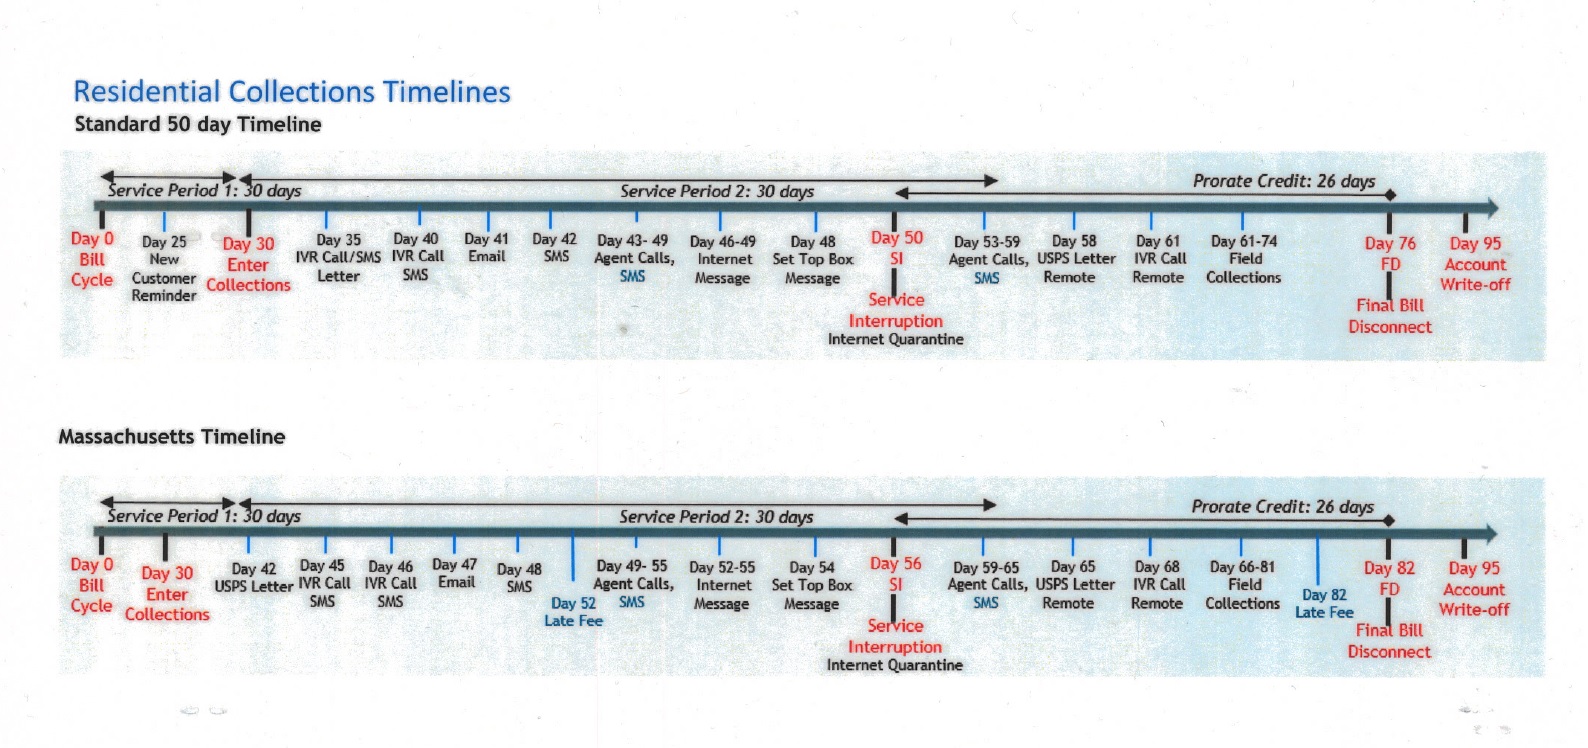 Residential Collections Timelines
Standard 50 day Timeline
Service Period 1: 30 days
Service Period 2: 30 days
Prorate Credit: 26 days
Day 0
Bill
Cycle
Day 25
New
Customer
Reminder
Day 30
Enter
Collections
Day 35
IVR Call/SMS
Letter
Day 40
IVR Call
SMS
Day 41
Email
Day 42
SMS
Day 43- 49
Agent Calls,
SMS
Day 46-49
Internet
Message
Day 48
Set Top Box
Message
Day 50
SI
Service
Interruption
Internet Quarantine
Day 53-59
Agent Calls,
SMS
Day 58
USPS Letter
Remote
Day 61
IVR Call
Remote
Day 61-74
Field
Collections
Day 76
FD
Final Bill
Disconnect
Day 95
Account
Write-off
Massachusetts Timeline
Service Period 1: 30 days
Service Period 2: 30 days
Prorate Credit: 26 days
Day 0
Bill
Cycle
Day 30
Enter
Collections
Day 42
USPS Letter
Day 45
IVR Call
SMS
Day 46
IVR Call
SMS
Day 47
Email
Day 48
SMS
Day 52
Late Fee
Day 49- 55
Agent Calls,
SMS
Day 52-55
Internet
Message
Day 54
Set Top Box
Message
Day 56
SI
Service
Interruption
Internet Quarantine
Day 59-65
Agent Calls,
SMS
Day 65
USPS Letter
Remote
Day 68
IVR Call
Remote
Day 66-81
Field
Collections
Day 82
Late Fee
Day 82
FD
Final Bill
Disconnect
Day 95
Account
Write-off